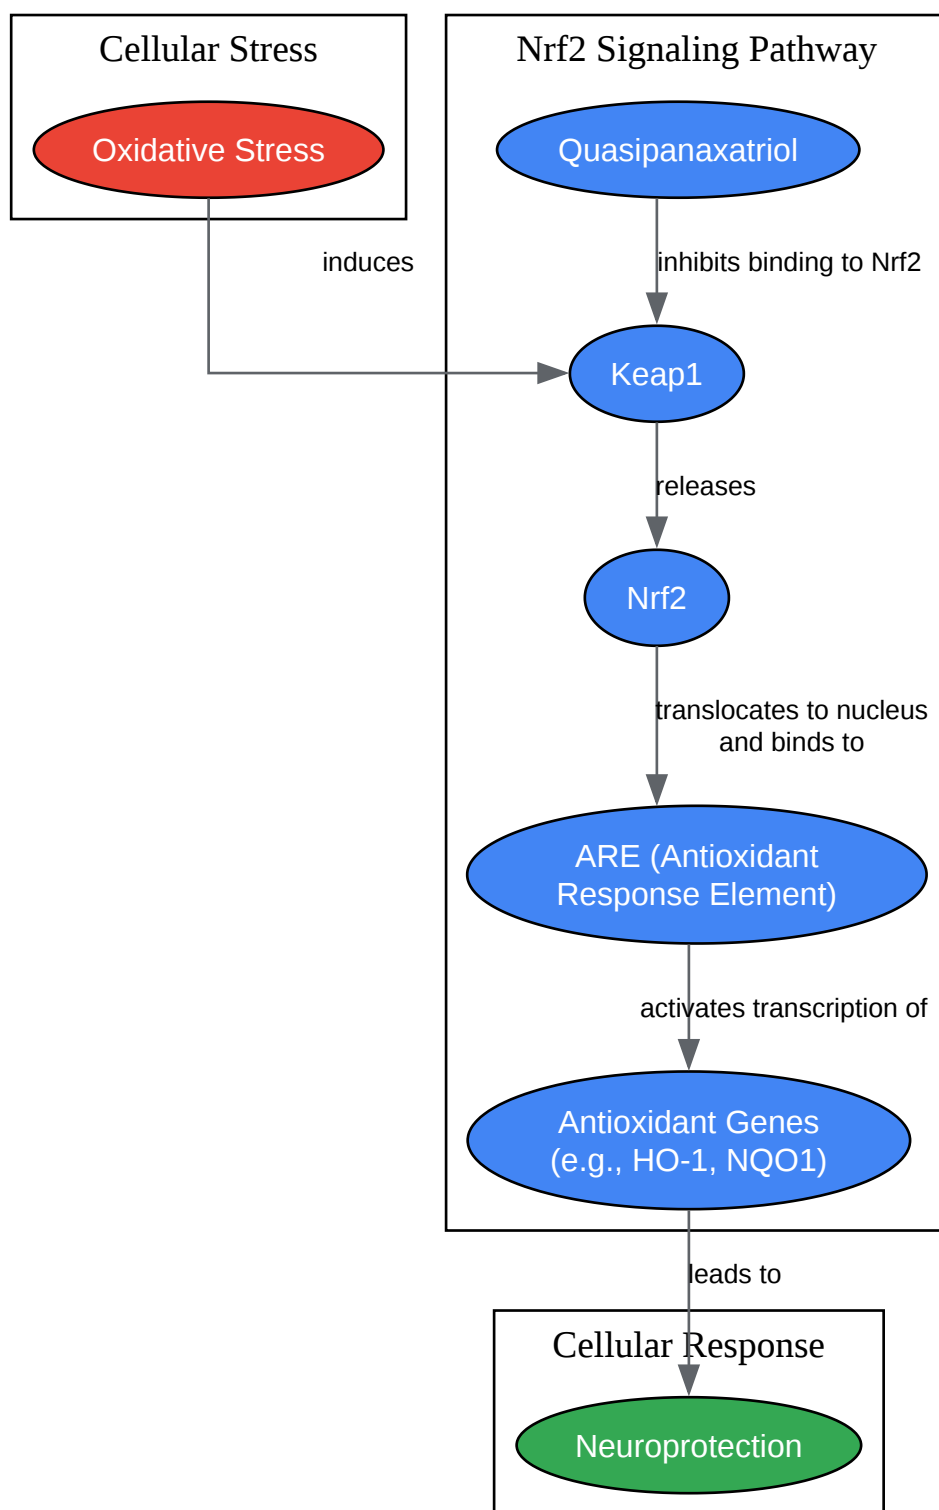 Cellular Stress
Nrf2 Signaling Pathway
Oxidative Stress
Quasipanaxatriol
induces
inhibits binding to Nrf2
Keap1
releases
Nrf2
translocates to nucleus
and binds to
ARE (Antioxidant
Response Element)
activates transcription of
Antioxidant Genes
(e.g., HO-1, NQO1)
leads to
Cellular Response
Neuroprotection